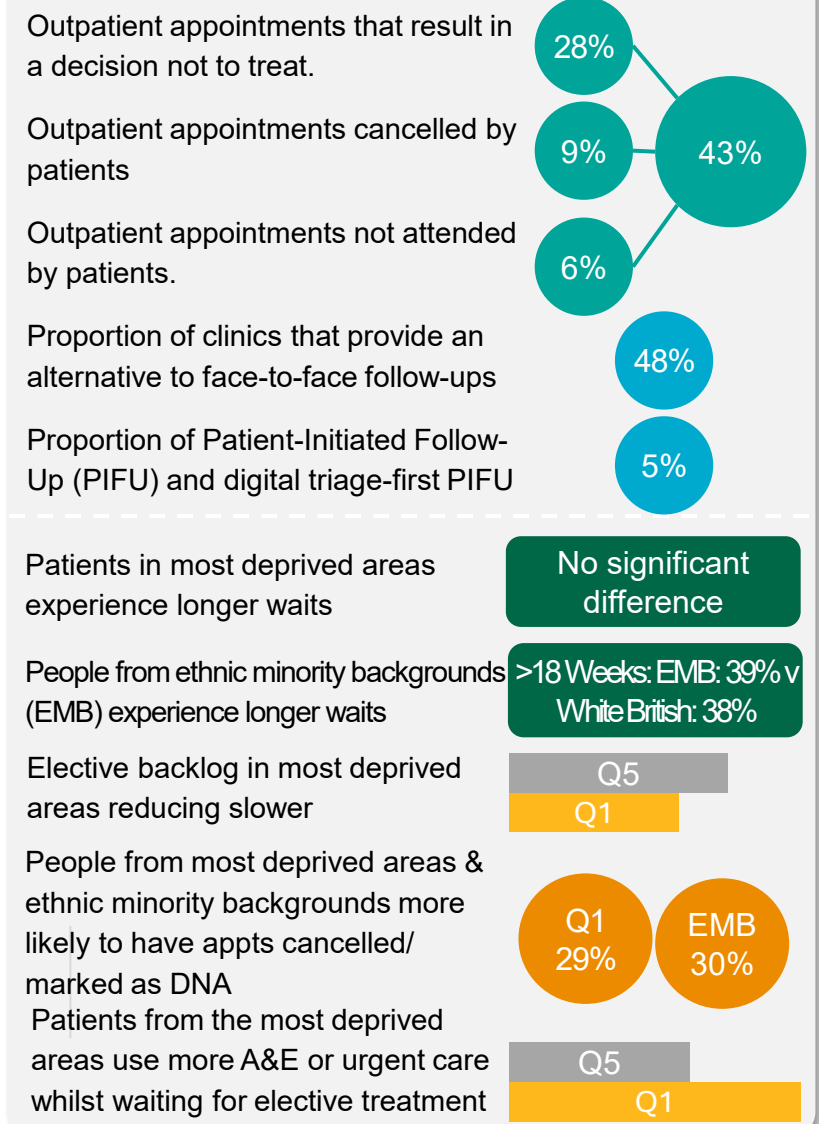 Outpatient appointments that result in
a decision not to treat.
28%
Outpatient appointments cancelled by
patients
9%
43%
Outpatient appointments not attended
by patients.
6%
Proportion of clinics that provide an
alternative to face-to-face follow-ups
48%
Proportion of Patient-Initiated Follow-
Up (PIFU) and digital triage-first PIFU
5%
Patients in most deprived areas
experience longer waits
No significant
difference
People from ethnic minority backgrounds
(EMB) experience longer waits
>18 Weeks: EMB: 39% v
White British: 38%
Elective backlog in most deprived
areas reducing slower
Q5
Q1
People from most deprived areas &
ethnic minority backgrounds more
likely to have appts cancelled/
marked as DNA
Q1
29%
EMB
30%
Patients from the most deprived
areas use more A&E or urgent care
whilst waiting for elective treatment
Q5
Q1